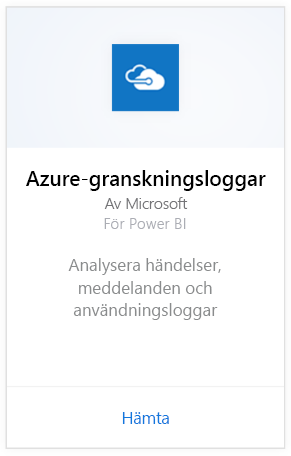 Azure-granskningsloggar
Av Microsoft
För Power BI
Analysera händelser,
meddelanden och
användningsloggar
Hämta